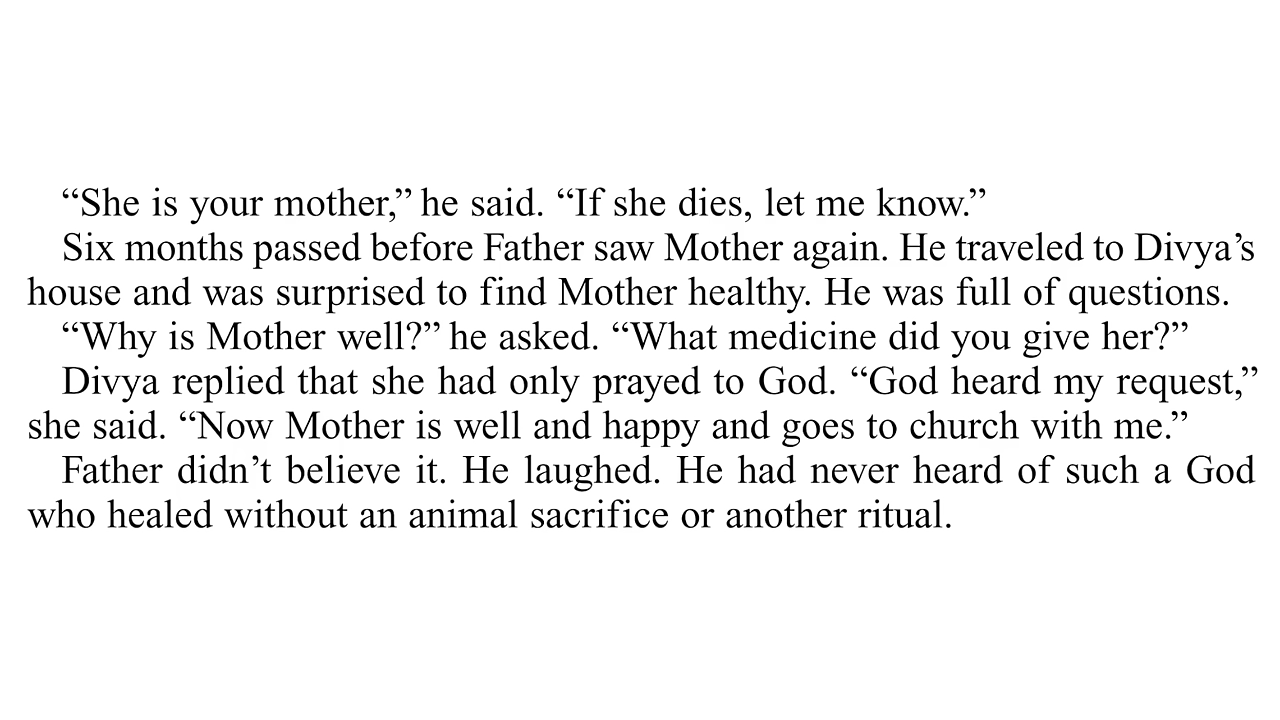 “She is your mother,” he said. “If she dies, let me know.”
Six months passed before Father saw Mother again. He traveled to Divya’s
house and was surprised to find Mother healthy. He was full of questions.
“Why is Mother well?” he asked. “What medicine did you give her?”
Divya replied that she had only prayed to God. “God heard my request,”
she said. “Now Mother is well and happy and goes to church with me.”
Father didn’t believe it. He laughed. He had never heard of such a God
who healed without an animal sacrifice or another ritual.